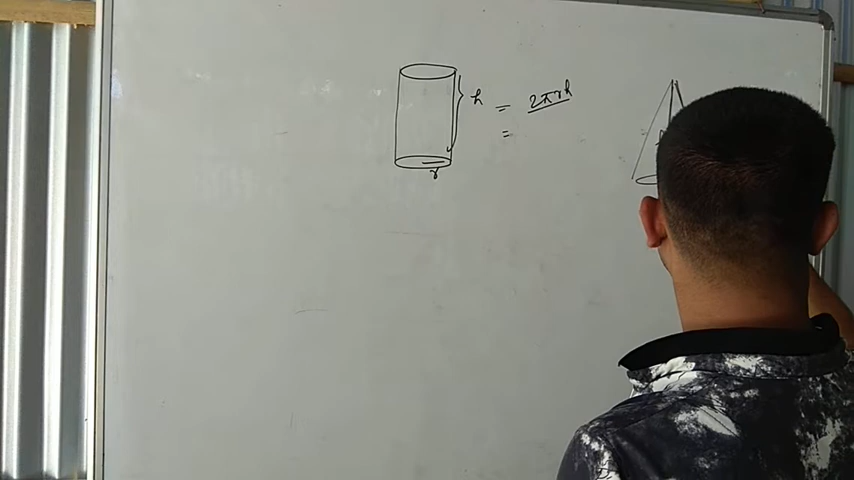 h = 2πrh
=
r